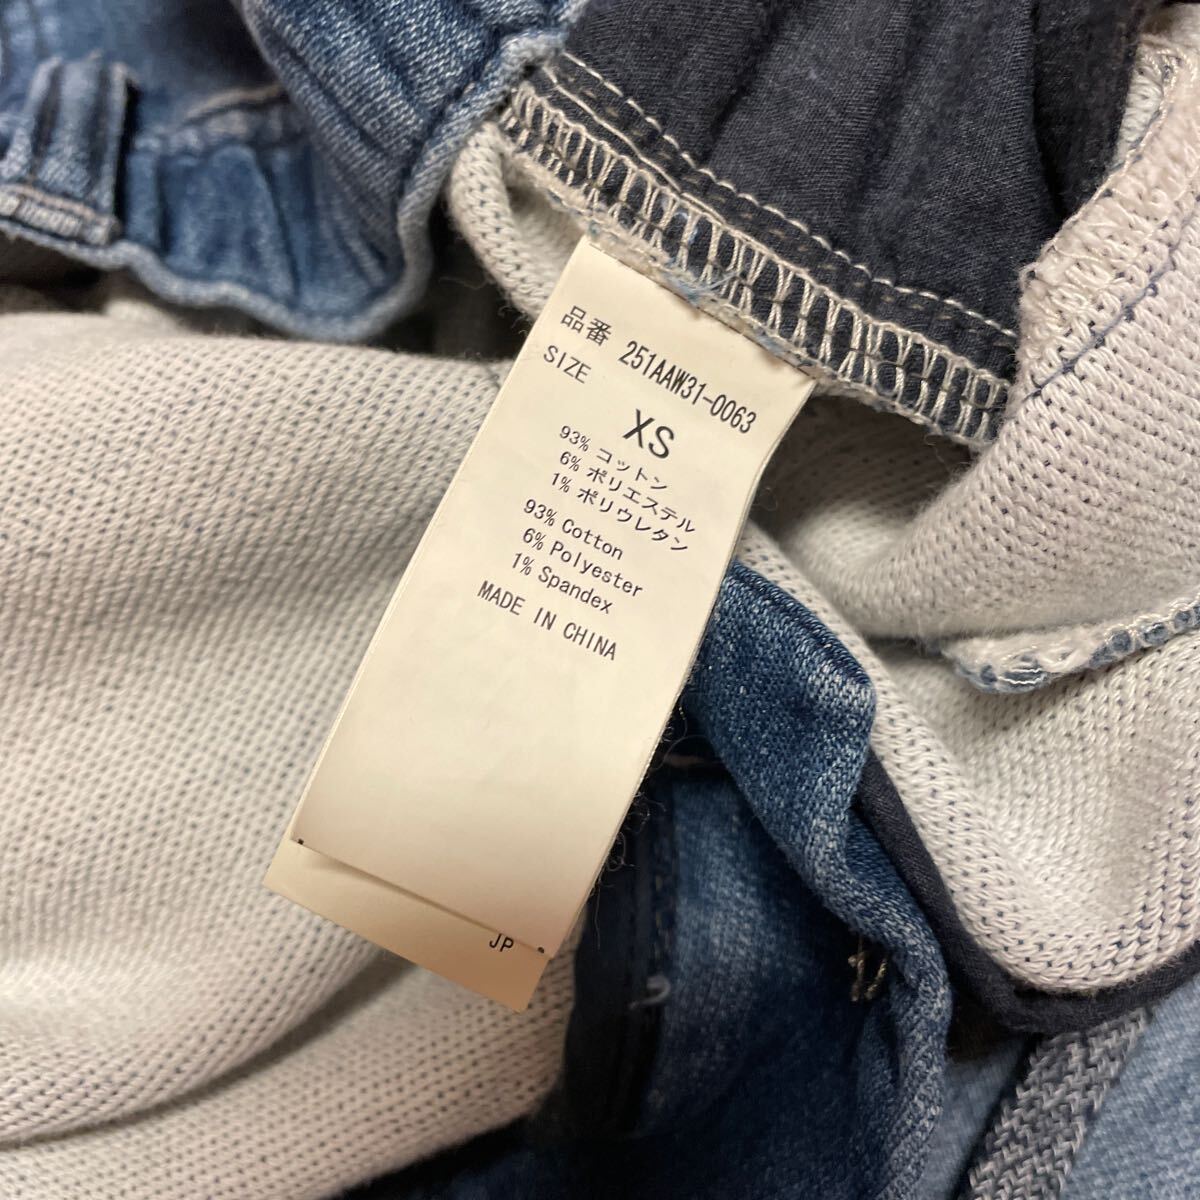 品番 251AAW31-0063
SIZE
XS
93% コットン
6% ポリエステル
1% ポリウレタン
93% Cotton
6% Polyester
1% Spandex
MADE IN CHINA
JP